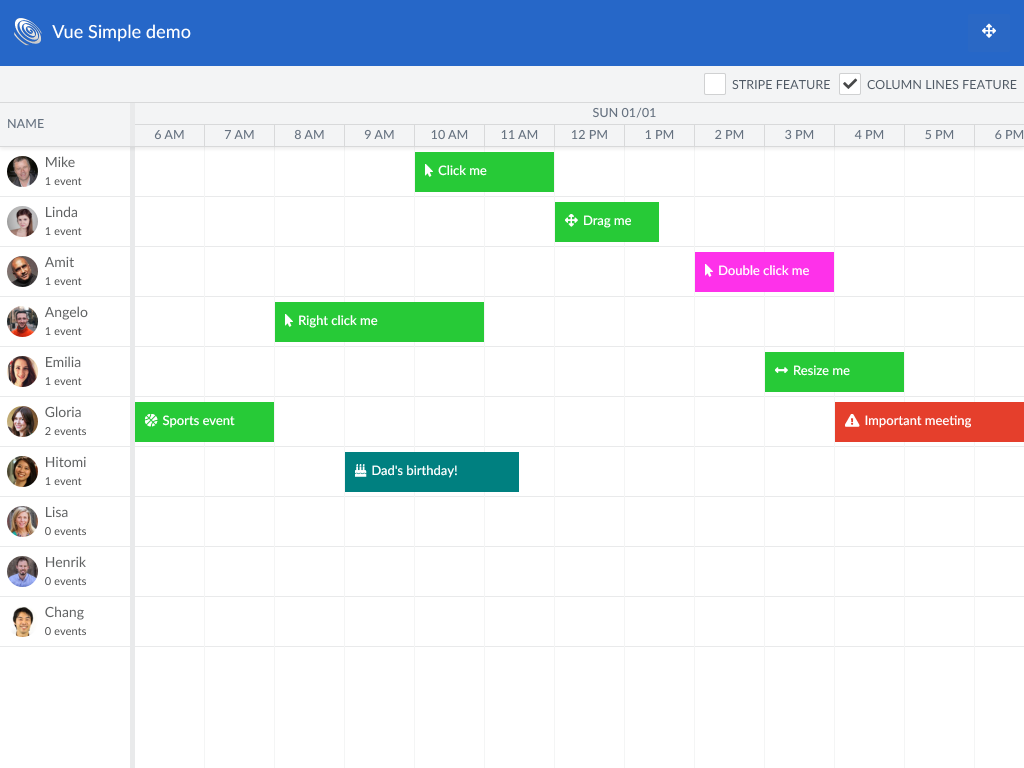 Vue Simple demo
STRIPE FEATURE
COLUMN LINES FEATURE
NAME
SUN 01/01
6 AM 7 AM 8 AM 9 AM 10 AM 11 AM 12 PM 1 PM 2 PM 3 PM 4 PM 5 PM 6 PM
Mike
1 event
Click me
Linda
1 event
Drag me
Amit
1 event
Double click me
Angelo
1 event
Right click me
Emilia
1 event
Resize me
Gloria
2 events
Sports event
Important meeting
Hitomi
1 event
Dad's birthday!
Lisa
0 events
Henrik
0 events
Chang
0 events